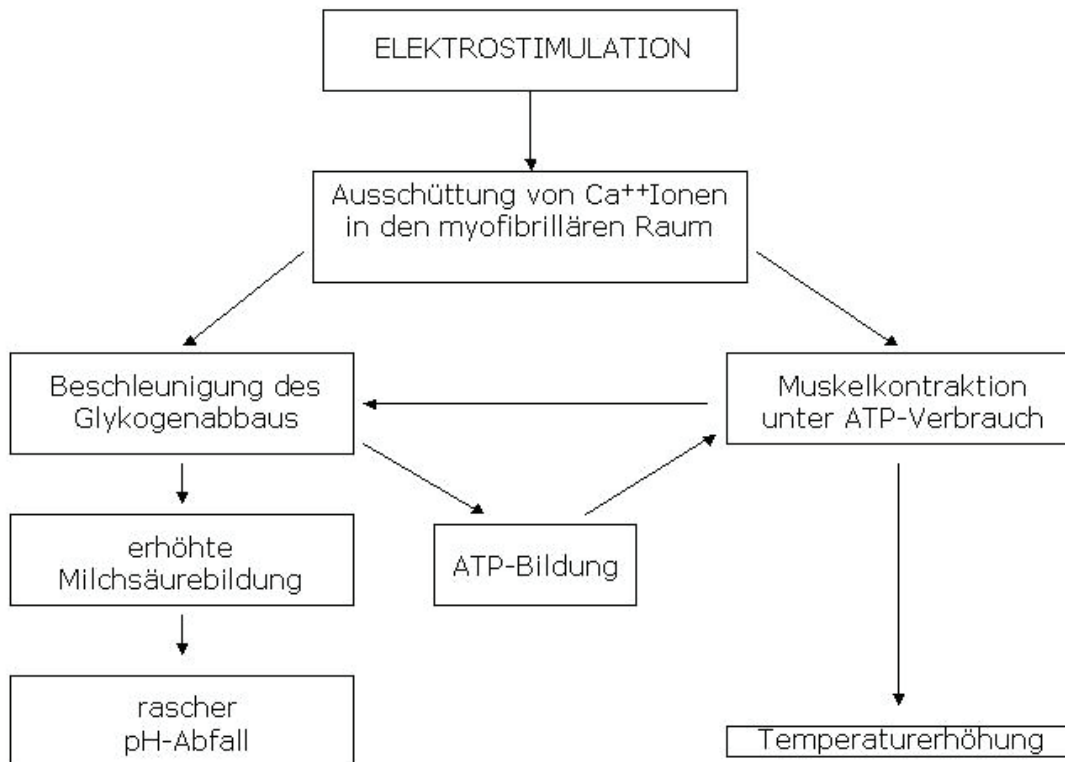 ELEKTROSTIMULATION
Ausschüttung von Ca⁺⁺Ionen
in den myofibrillären Raum
Beschleunigung des
Glykogenabbaus
Muskelkontraktion
unter ATP-Verbrauch
erhöhte
Milchsäurebildung
ATP-Bildung
rascher
pH-Abfall
Temperaturerhöhung